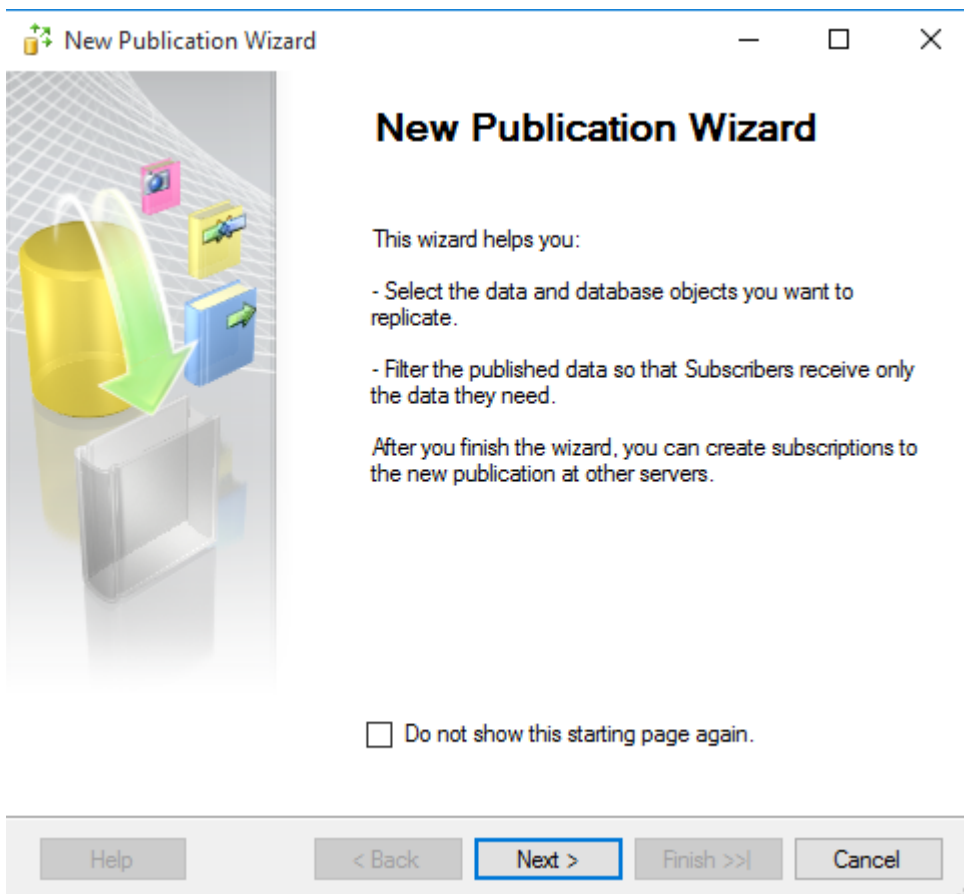 New Publication Wizard
New Publication Wizard
This wizard helps you:
- Select the data and database objects you want to
replicate.
- Filter the published data so that Subscribers receive only
the data they need.
After you finish the wizard, you can create subscriptions to
the new publication at other servers.
Do not show this starting page again.
Help < Back Next > Finish >>| Cancel